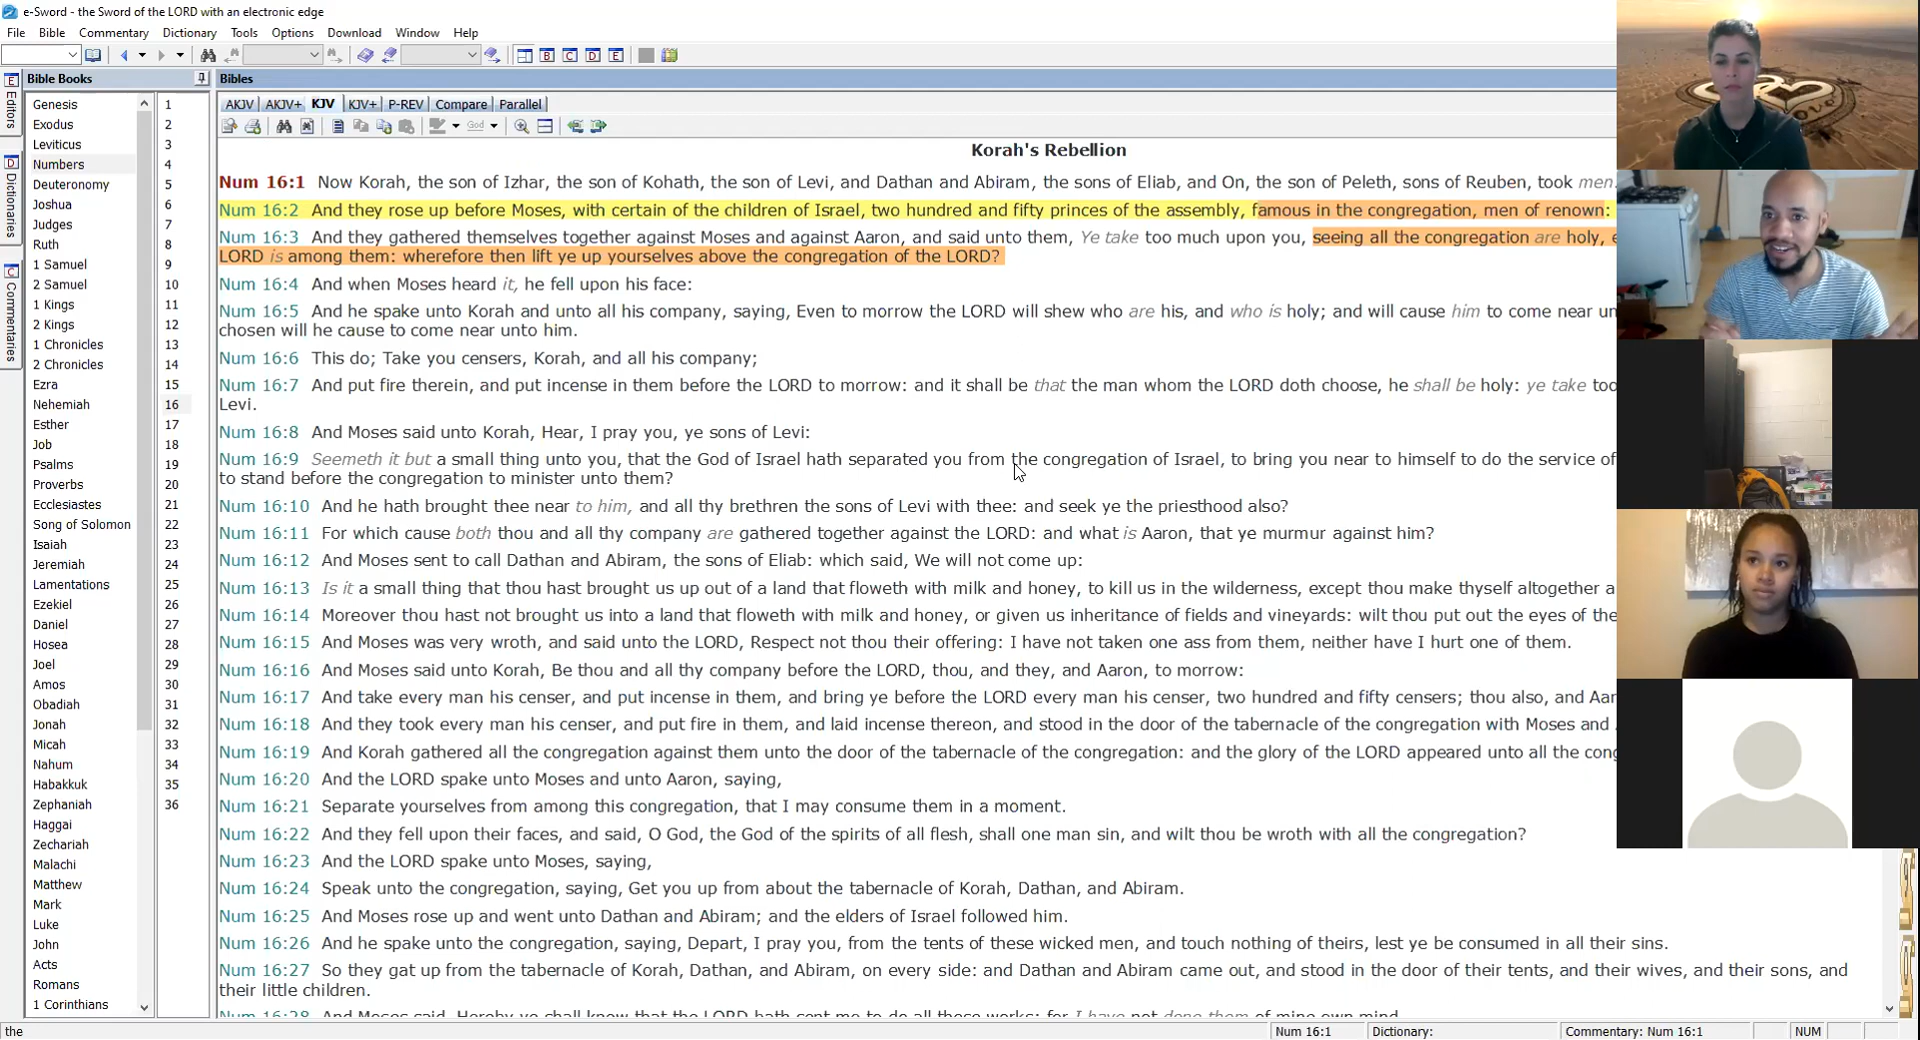 e-Sword - the Sword of the LORD with an electronic edge
File Bible Commentary Dictionary Tools Options Download Window Help
B C D E
Bible Books
Bibles
E Editors
D Dictionaries
C Commentaries
AKJV AKJV+ KJV KJV+ P-REV Compare Parallel
God
Genesis 1
Exodus 2
Leviticus 3
Numbers 4
Deuteronomy 5
Joshua 6
Judges 7
Ruth 8
1 Samuel 9
2 Samuel 10
1 Kings 11
2 Kings 12
1 Chronicles 13
2 Chronicles 14
Ezra 15
Nehemiah 16
Esther 17
Job 18
Psalms 19
Proverbs 20
Ecclesiastes 21
Song of Solomon 22
Isaiah 23
Jeremiah 24
Lamentations 25
Ezekiel 26
Daniel 27
Hosea 28
Joel 29
Amos 30
Obadiah 31
Jonah 32
Micah 33
Nahum 34
Habakkuk 35
Zephaniah 36
Haggai
Zechariah
Malachi
Matthew
Mark
Luke
John
Acts
Romans
1 Corinthians
Korah's Rebellion
Num 16:1 Now Korah, the son of Izhar, the son of Kohath, the son of Levi, and Dathan and Abiram, the sons of Eliab, and On, the son of Peleth, sons of Reuben, took men
Num 16:2 And they rose up before Moses, with certain of the children of Israel, two hundred and fifty princes of the assembly, famous in the congregation, men of renown:
Num 16:3 And they gathered themselves together against Moses and against Aaron, and said unto them, Ye take too much upon you, seeing all the congregation are holy,
LORD is among them: wherefore then lift ye up yourselves above the congregation of the LORD?
Num 16:4 And when Moses heard it, he fell upon his face:
Num 16:5 And he spake unto Korah and unto all his company, saying, Even to morrow the LORD will shew who are his, and who is holy; and will cause him to come near un
chosen will he cause to come near unto him.
Num 16:6 This do; Take you censers, Korah, and all his company;
Num 16:7 And put fire therein, and put incense in them before the LORD to morrow: and it shall be that the man whom the LORD doth choose, he shall be holy: ye take too
Levi.
Num 16:8 And Moses said unto Korah, Hear, I pray you, ye sons of Levi:
Num 16:9 Seemeth it but a small thing unto you, that the God of Israel hath separated you from the congregation of Israel, to bring you near to himself to do the service of
to stand before the congregation to minister unto them?
Num 16:10 And he hath brought thee near to him, and all thy brethren the sons of Levi with thee: and seek ye the priesthood also?
Num 16:11 For which cause both thou and all thy company are gathered together against the LORD: and what is Aaron, that ye murmur against him?
Num 16:12 And Moses sent to call Dathan and Abiram, the sons of Eliab: which said, We will not come up:
Num 16:13 Is it a small thing that thou hast brought us up out of a land that floweth with milk and honey, to kill us in the wilderness, except thou make thyself altogether a
Num 16:14 Moreover thou hast not brought us into a land that floweth with milk and honey, or given us inheritance of fields and vineyards: wilt thou put out the eyes of the
Num 16:15 And Moses was very wroth, and said unto the LORD, Respect not thou their offering: I have not taken one ass from them, neither have I hurt one of them.
Num 16:16 And Moses said unto Korah, Be thou and all thy company before the LORD, thou, and they, and Aaron, to morrow:
Num 16:17 And take every man his censer, and put incense in them, and bring ye before the LORD every man his censer, two hundred and fifty censers; thou also, and Aar
Num 16:18 And they took every man his censer, and put fire in them, and laid incense thereon, and stood in the door of the tabernacle of the congregation with Moses and
Num 16:19 And Korah gathered all the congregation against them unto the door of the tabernacle of the congregation: and the glory of the LORD appeared unto all the cong
Num 16:20 And the LORD spake unto Moses and unto Aaron, saying,
Num 16:21 Separate yourselves from among this congregation, that I may consume them in a moment.
Num 16:22 And they fell upon their faces, and said, O God, the God of the spirits of all flesh, shall one man sin, and wilt thou be wroth with all the congregation?
Num 16:23 And the LORD spake unto Moses, saying,
Num 16:24 Speak unto the congregation, saying, Get you up from about the tabernacle of Korah, Dathan, and Abiram.
Num 16:25 And Moses rose up and went unto Dathan and Abiram; and the elders of Israel followed him.
Num 16:26 And he spake unto the congregation, saying, Depart, I pray you, from the tents of these wicked men, and touch nothing of theirs, lest ye be consumed in all their sins.
Num 16:27 So they gat up from the tabernacle of Korah, Dathan, and Abiram, on every side: and Dathan and Abiram came out, and stood in the door of their tents, and their wives, and their sons, and
their little children.
Num 16:28 And Moses said, Hereby ye shall know that the LORD hath sent me to do all these works; for I have not done them of mine own mind.
the
Num 16:1 Dictionary: Commentary: Num 16:1 NUM